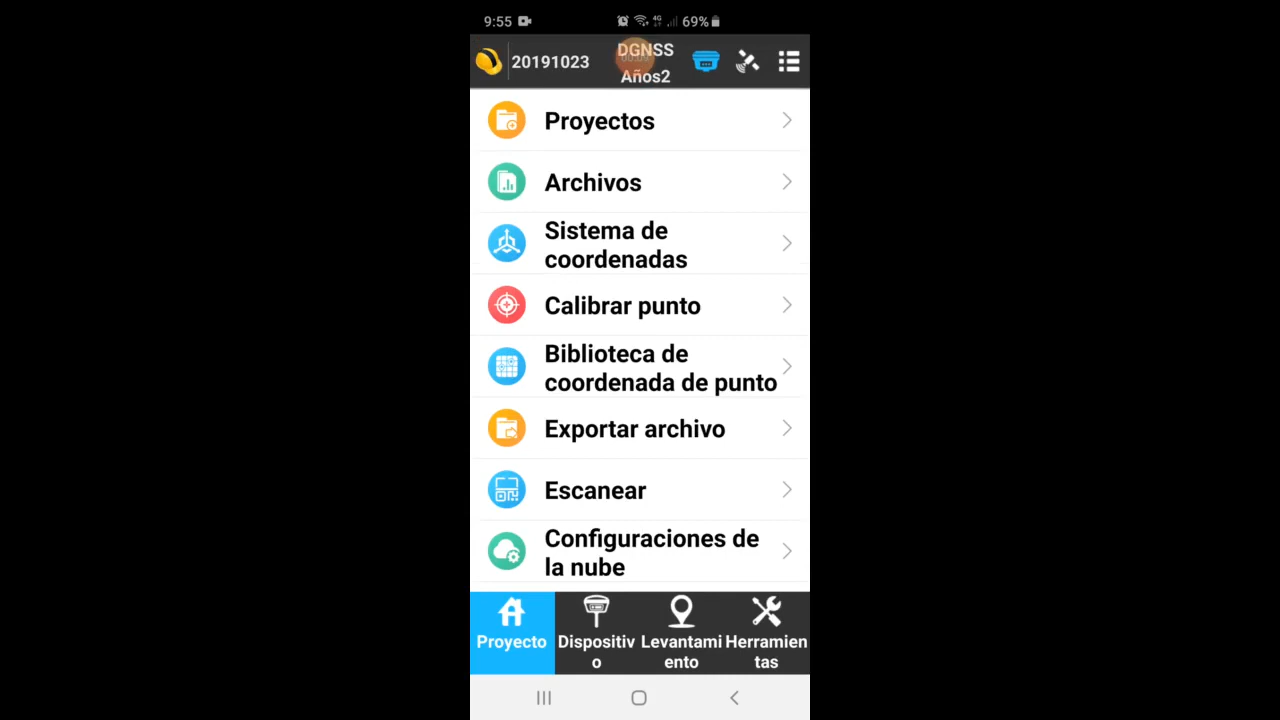 9:55
4G
69%
20191023
DGNSS
Años2
Proyectos
Archivos
Sistema de
coordenadas
Calibrar punto
Biblioteca de
coordenada de punto
Exportar archivo
Escanear
Configuraciones de
la nube
Proyecto
Dispositiv
o
Levantami
ento
Herramien
tas